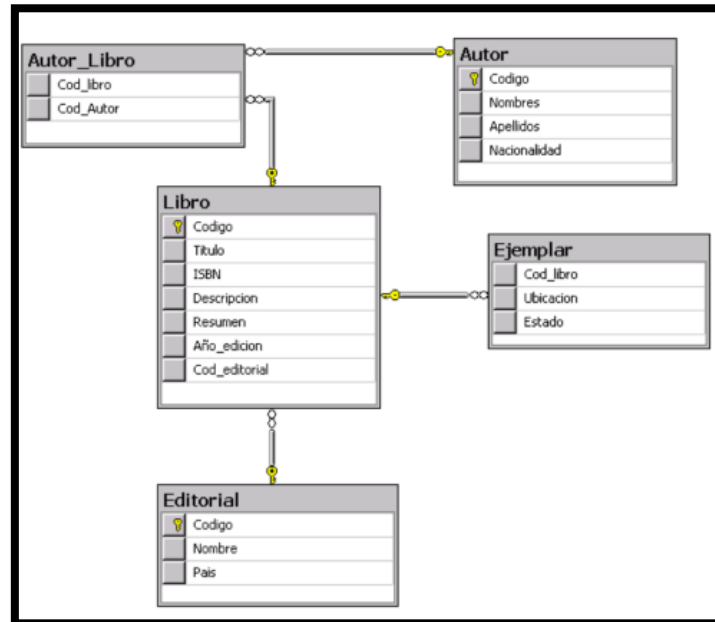 Autor_Libro
Cod_libro
Cod_Autor
Autor
Codigo
Nombres
Apellidos
Nacionalidad
Libro
Codigo
Titulo
ISBN
Descripcion
Resumen
Año_edicion
Cod_editorial
Ejemplar
Cod_libro
Ubicacion
Estado
Editorial
Codigo
Nombre
Pais